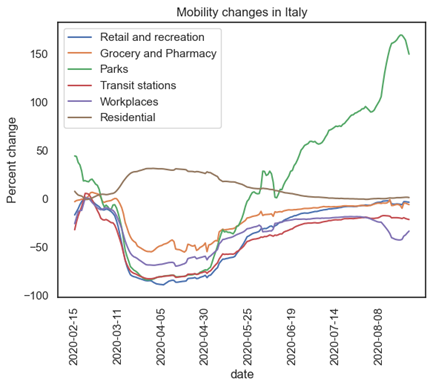 Mobility changes in Italy
Retail and recreation
Grocery and Pharmacy
Parks
Transit stations
Workplaces
Residential
Percent change
150
100
50
0
−50
−100
2020-02-15
2020-03-11
2020-04-05
2020-04-30
2020-05-25
2020-06-19
2020-07-14
2020-08-08
date